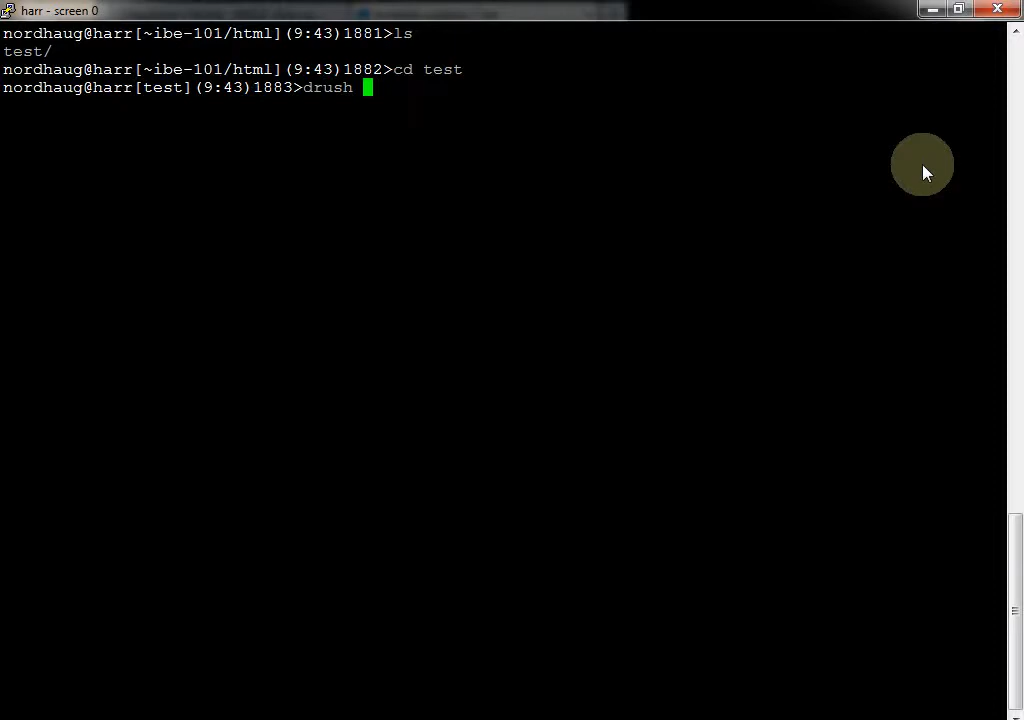 harr - screen 0
nordhaug@harr[~ibe-101/html](9:43)1881>ls
test/
nordhaug@harr[~ibe-101/html](9:43)1882>cd test
nordhaug@harr[test](9:43)1883>drush